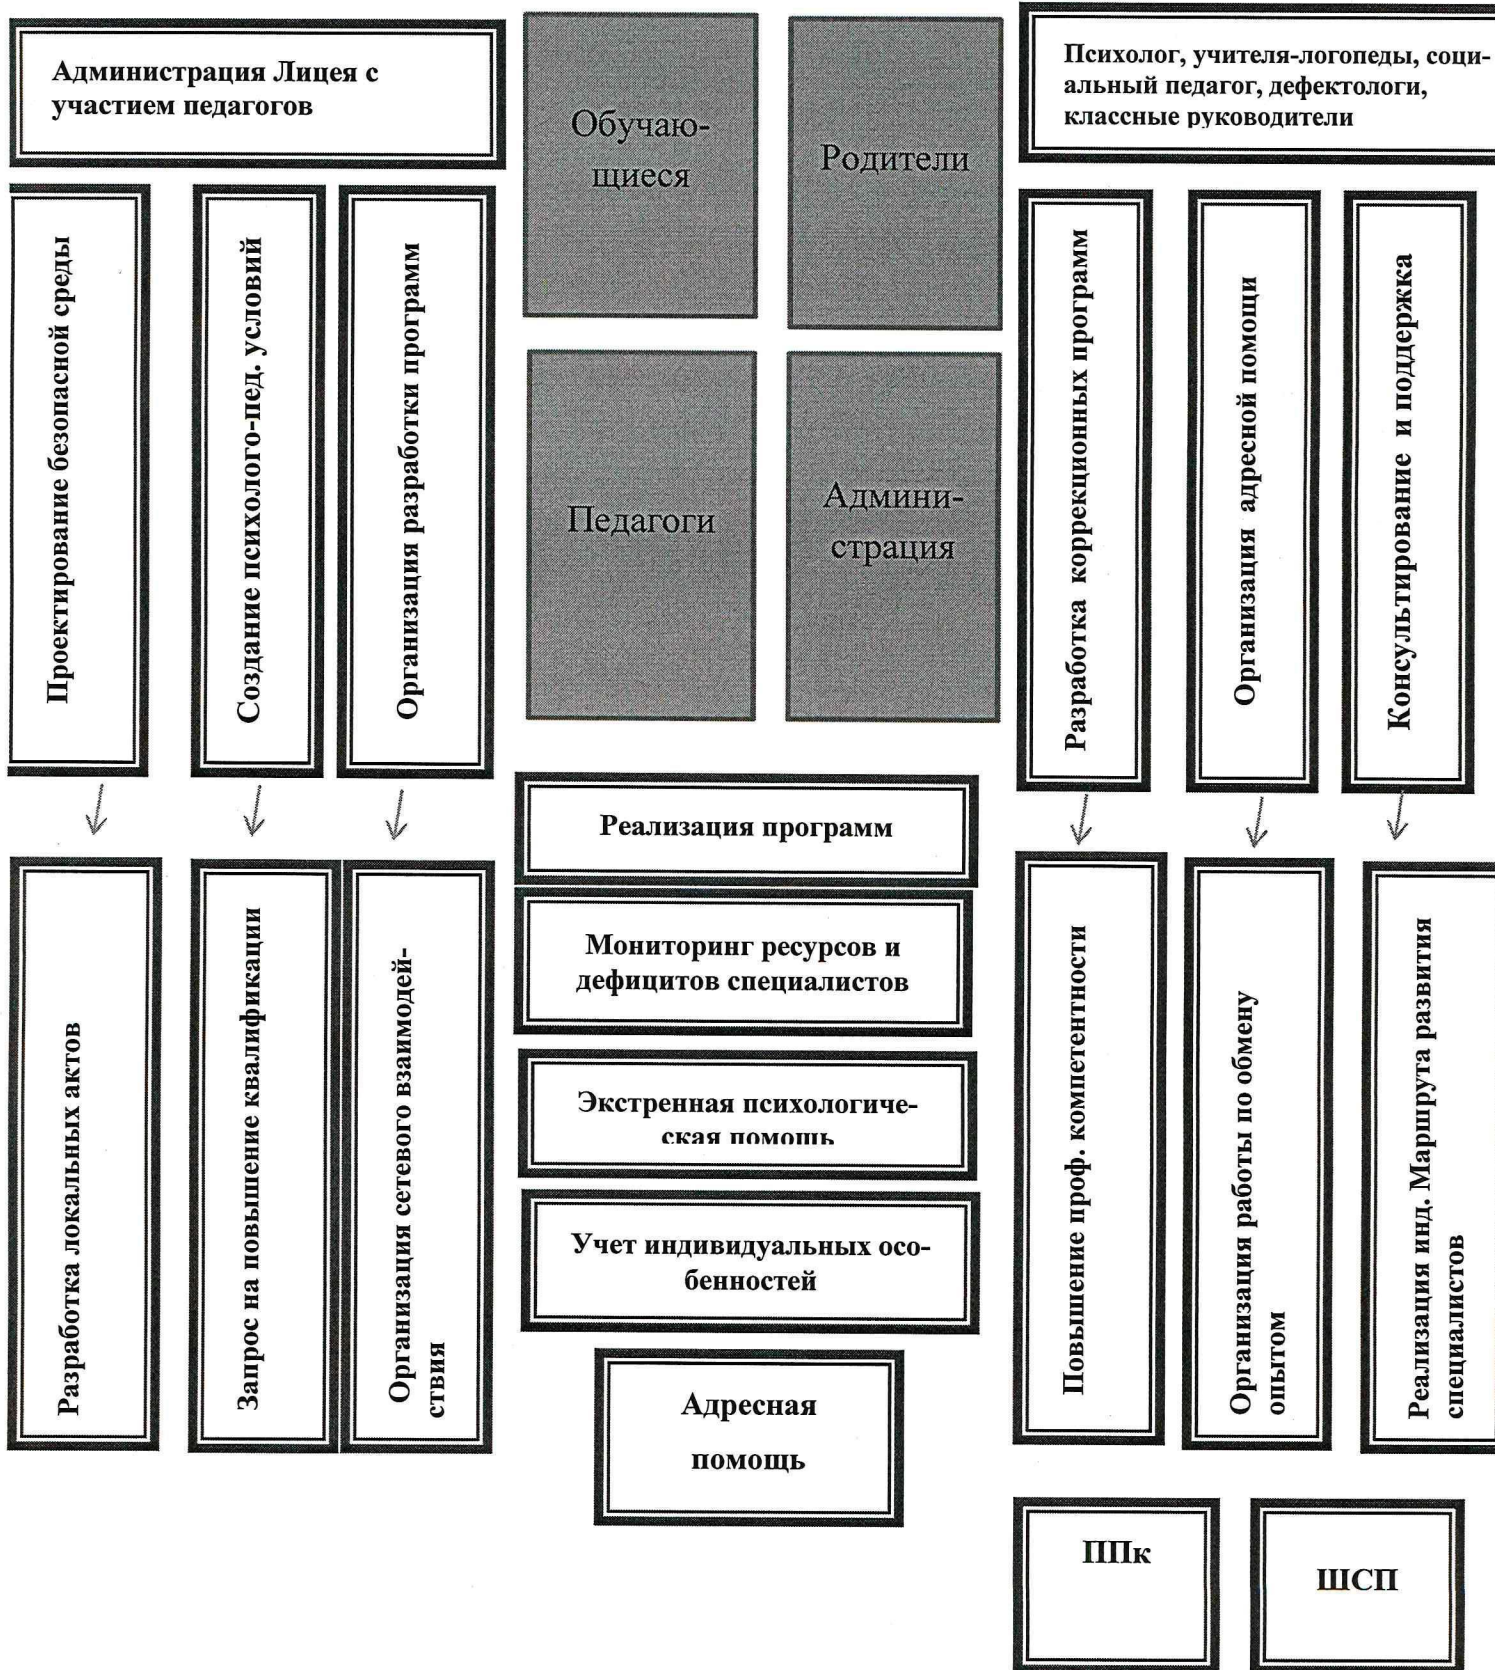 Администрация Лицея с
участием педагогов
Обучаю-
щиеся
Родители
Психолог, учителя-логопеды, соци-
альный педагог, дефектологи,
классные руководители
Проектирование безопасной среды
Создание психолого-пед. условий
Организация разработки программ
Педагоги
Админи-
страция
Разработка коррекционных программ
Организация адресной помощи
Консультирование и поддержка
Реализация программ
Мониторинг ресурсов и
дефицитов специалистов
Экстренная психологиче-
ская помощь
Учет индивидуальных осо-
бенностей
Адресная
помощь
Разработка локальных актов
Запрос на повышение квалификации
Организация сетевого взаимодей-
ствия
Повышение проф. компетентности
Организация работы по обмену
опытом
Реализация инд. Маршрута развития
специалистов
ППк
ШСП